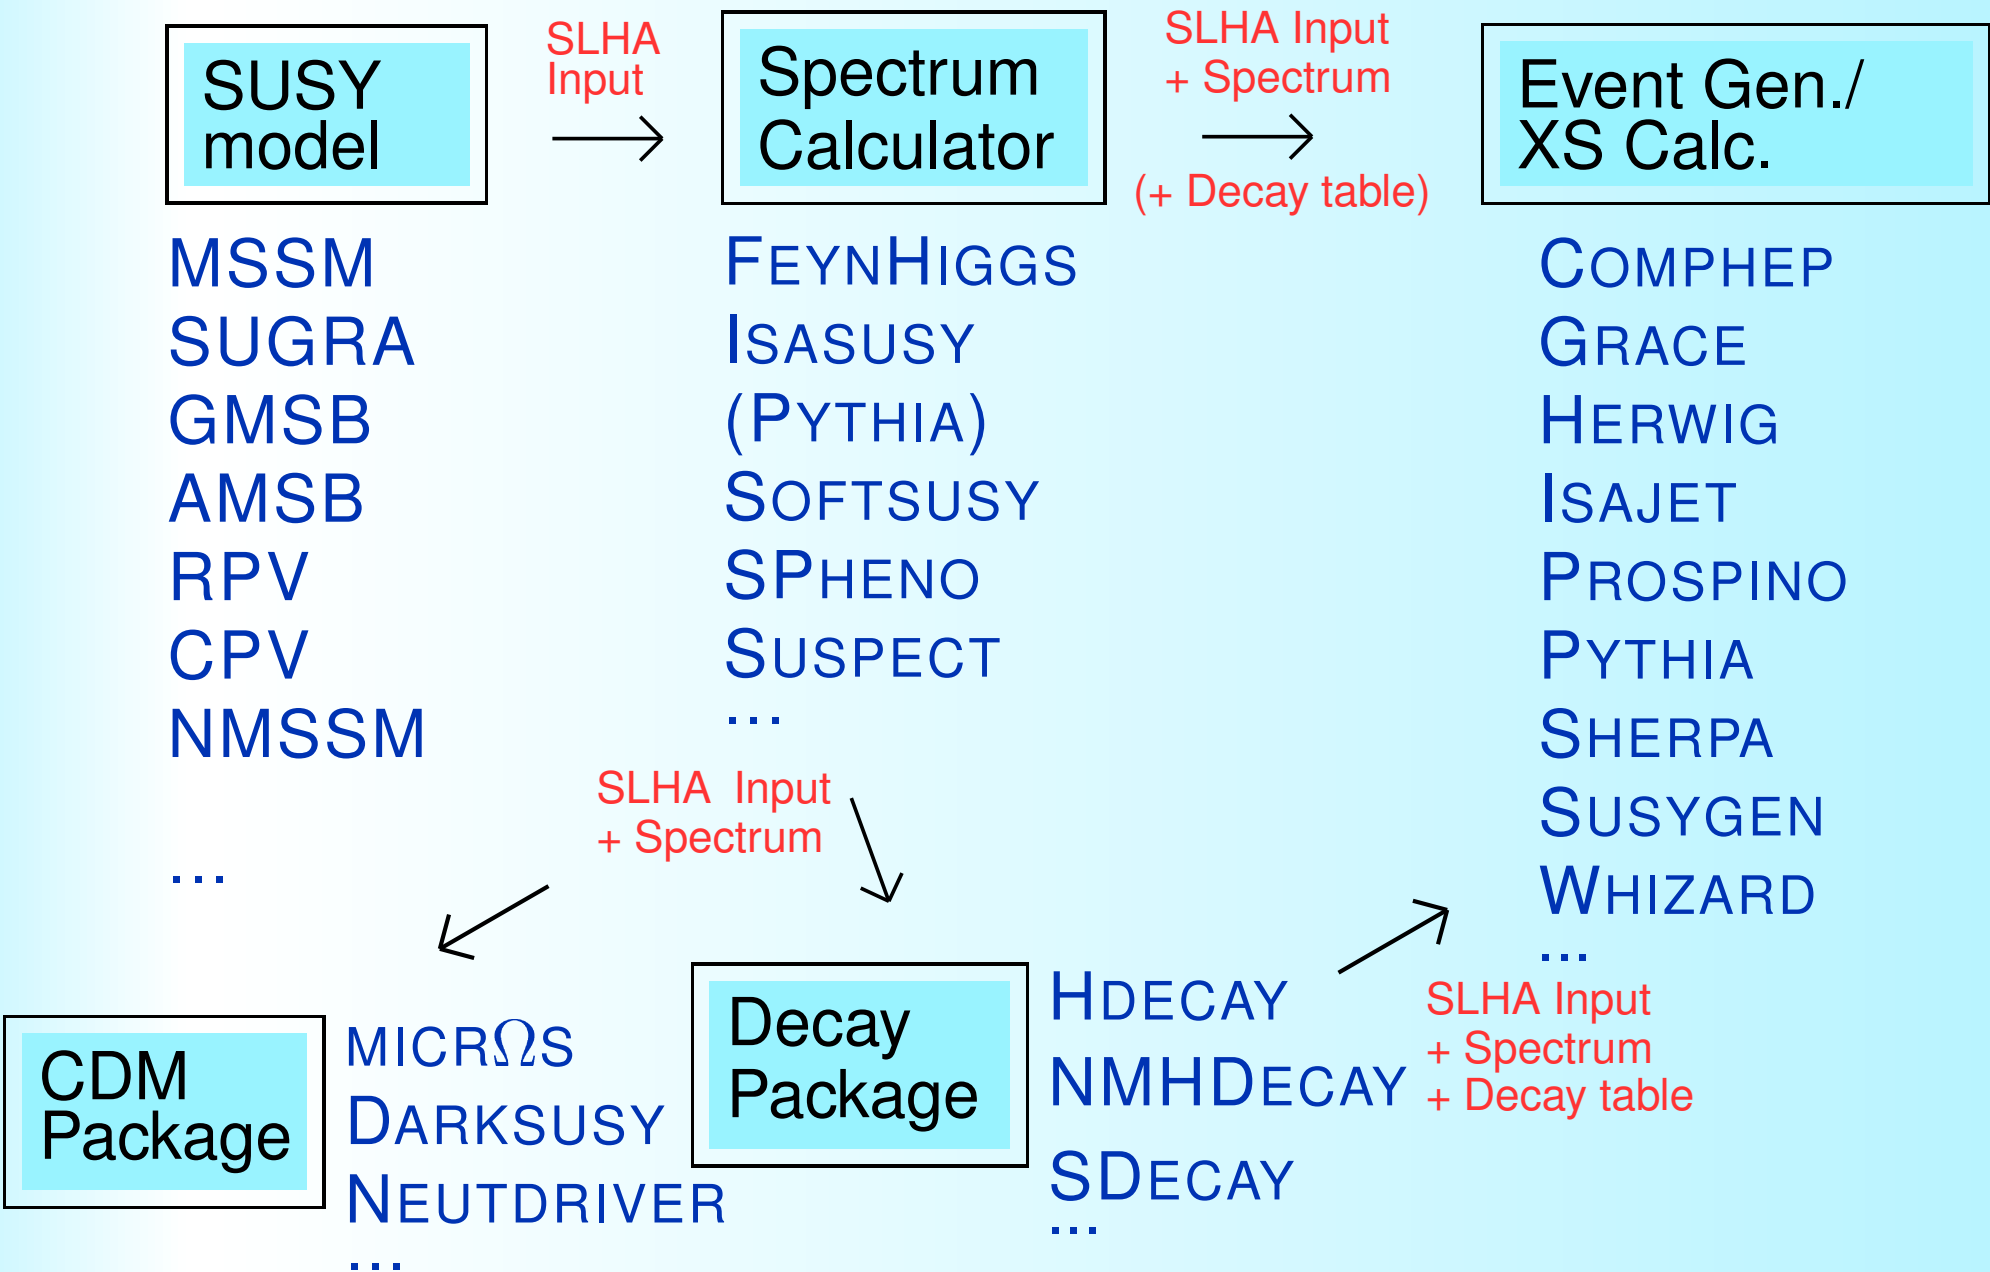 SUSY
model
SLHA
Input
Spectrum
Calculator
SLHA Input
+ Spectrum
(+ Decay table)
Event Gen./
XS Calc.
MSSM
SUGRA
GMSB
AMSB
RPV
CPV
NMSSM
...
FEYNHIGGS
ISASUSY
(PYTHIA)
SOFTSUSY
SPHENO
SUSPECT
...
COMPHEP
GRACE
HERWIG
ISAJET
PROSPINO
PYTHIA
SHERPA
SUSYGEN
WHIZARD
...
SLHA Input
+ Spectrum
CDM
Package
MICRΩS
DARKSUSY
NEUTDRIVER
...
Decay
Package
HDECAY
NMHDECAY
SDECAY
...
SLHA Input
+ Spectrum
+ Decay table